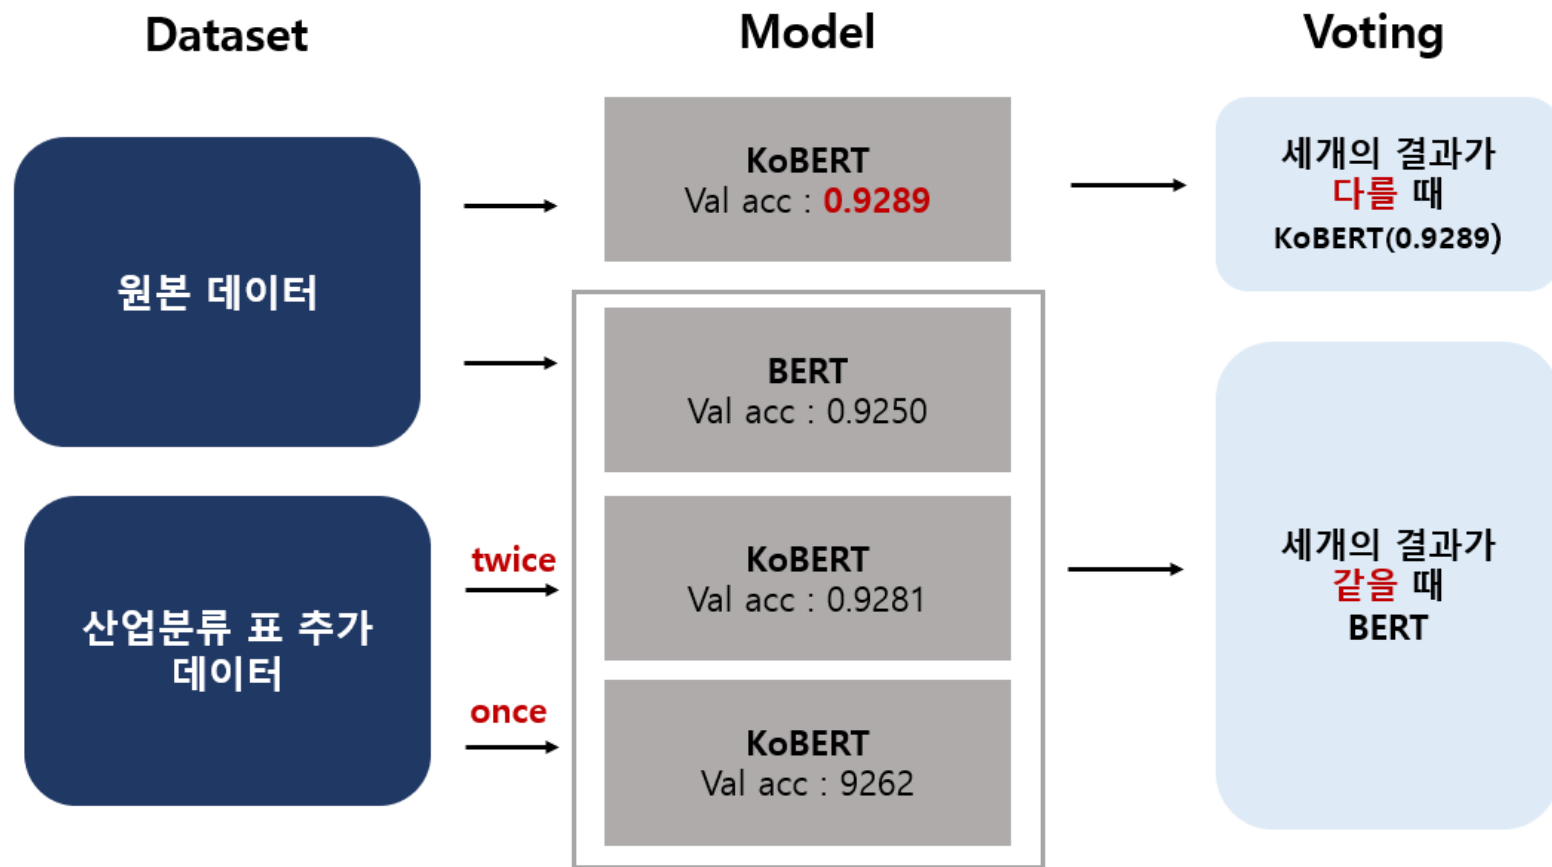 Dataset
Model
Voting
원본 데이터
산업분류 표 추가
데이터
twice
once
KoBERT
Val acc : 0.9289
BERT
Val acc : 0.9250
KoBERT
Val acc : 0.9281
KoBERT
Val acc : 9262
세개의 결과가
다를 때
KoBERT(0.9289)
세개의 결과가
같을 때
BERT